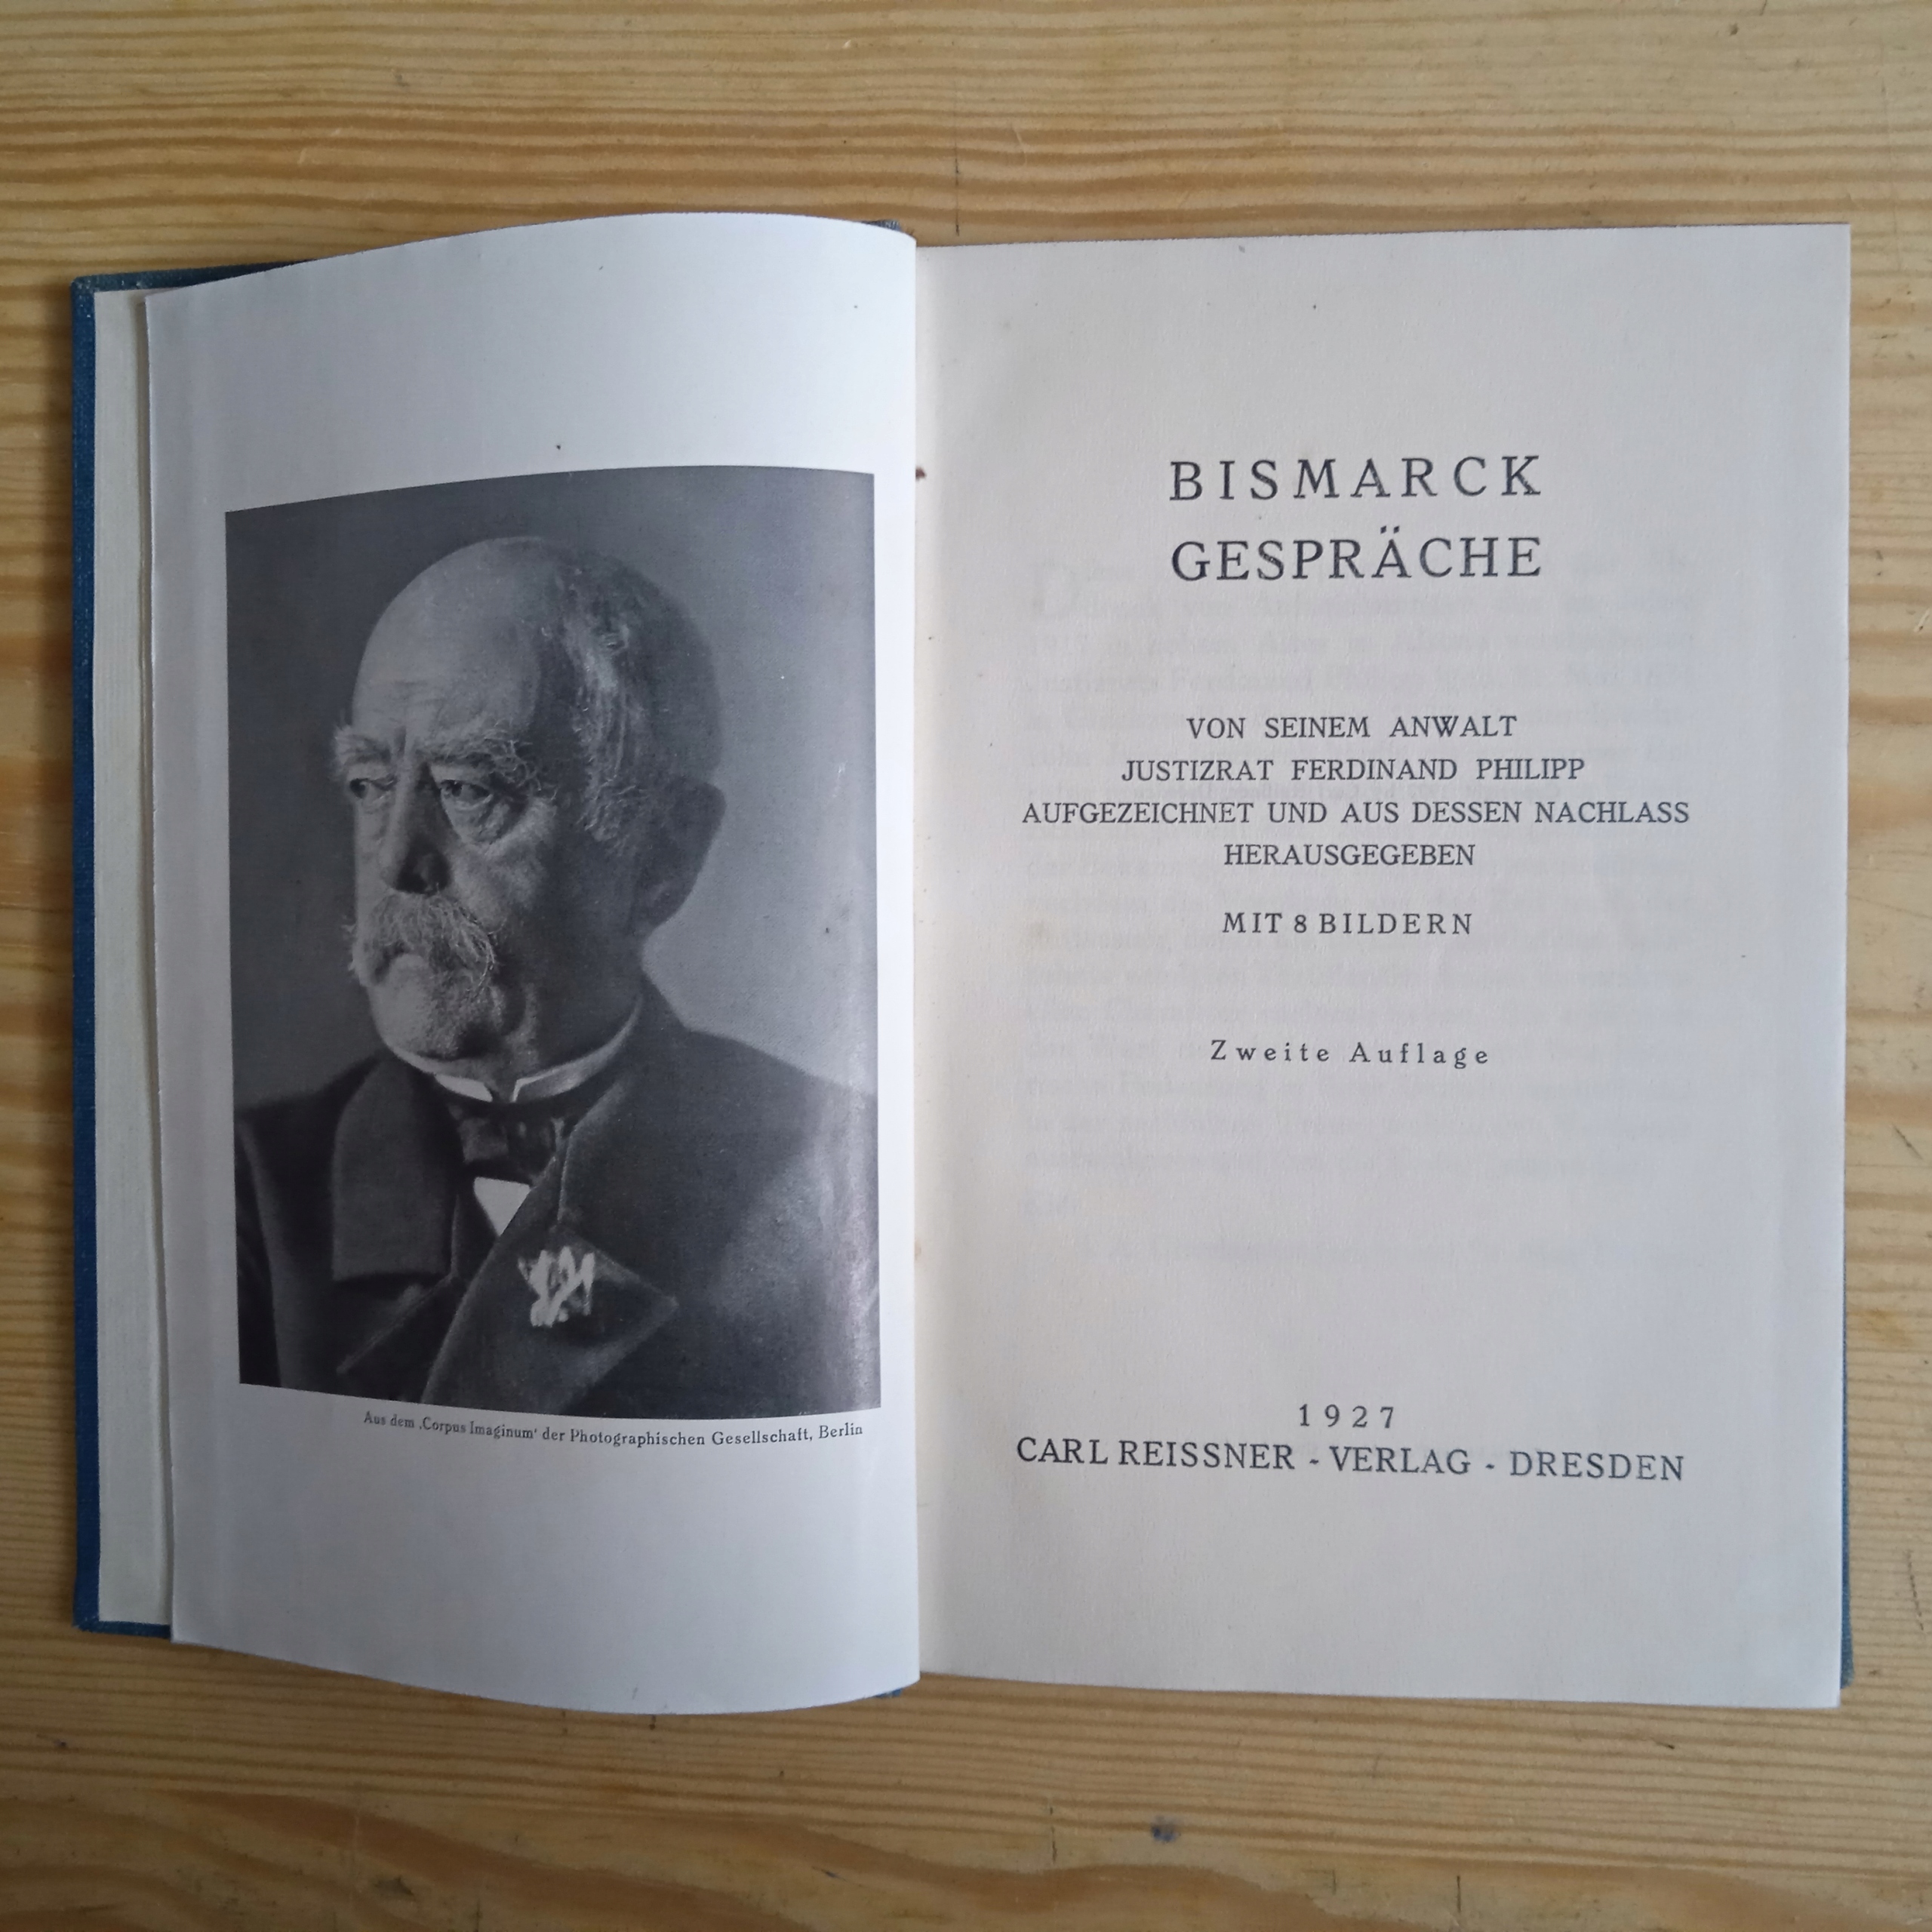 Aus dem ‚Corpus Imaginum‘ der Photographischen Gesellschaft, Berlin
BISMARCK
GESPRÄCHE
VON SEINEM ANWALT
JUSTIZRAT FERDINAND PHILIPP
AUFGEZEICHNET UND AUS DESSEN NACHLASS
HERAUSGEGEBEN
MIT 8 BILDERN
Zweite Auflage
1927
CARL REISSNER - VERLAG - DRESDEN